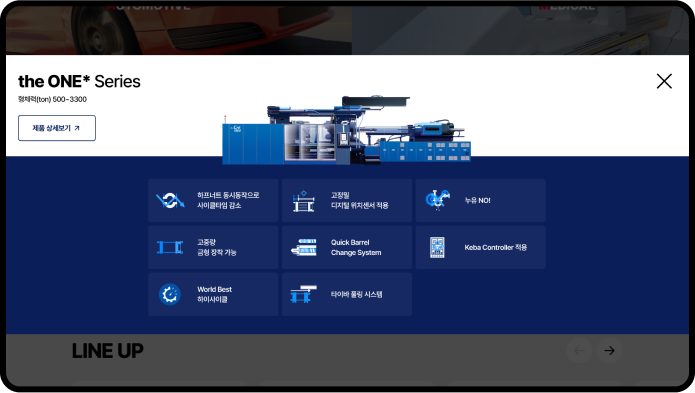 AUTOMOTIVE
MEDICAL
the ONE* Series
형체력(ton) 500~3300
제품 상세보기 ↗
하프너트 동시동작으로
사이클타임 감소
고정밀
디지털 위치센서 적용
누유 NO!
고중량
금형 장착 가능
Quick Barrel
Change System
Keba Controller 적용
World Best
하이사이클
타이바 풀링 시스템
LINE UP